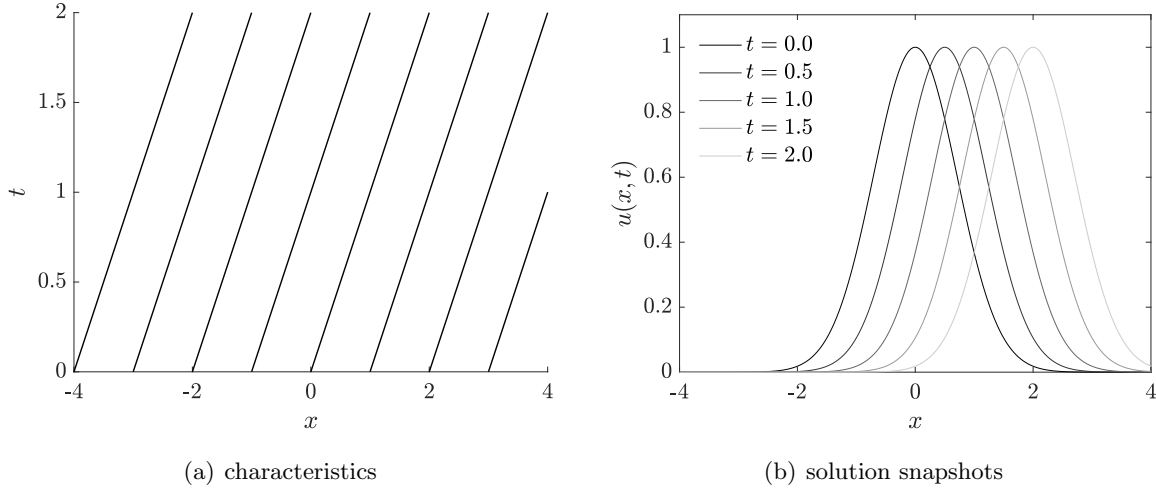 2
1.5
t
1
0.5
0
-4
-2
0
2
4
x
(a) characteristics
t = 0.0
t = 0.5
t = 1.0
t = 1.5
t = 2.0
1
0.8
u(x, t)
0.6
0.4
0.2
0
-4
-2
0
2
4
x
(b) solution snapshots